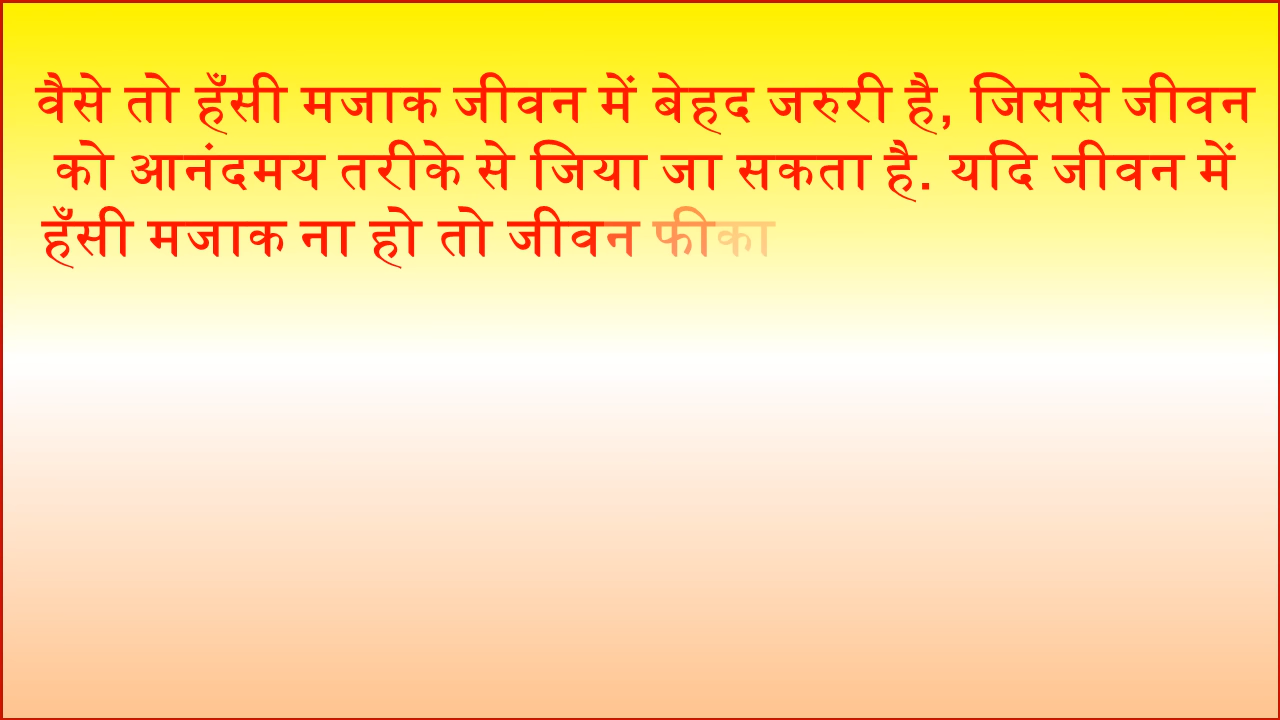 वैसे तो हँसी मजाक जीवन में बेहद जरुरी है, जिससे जीवन
को आनंदमय तरीके से जिया जा सकता है. यदि जीवन में
हँसी मजाक ना हो तो जीवन फीका